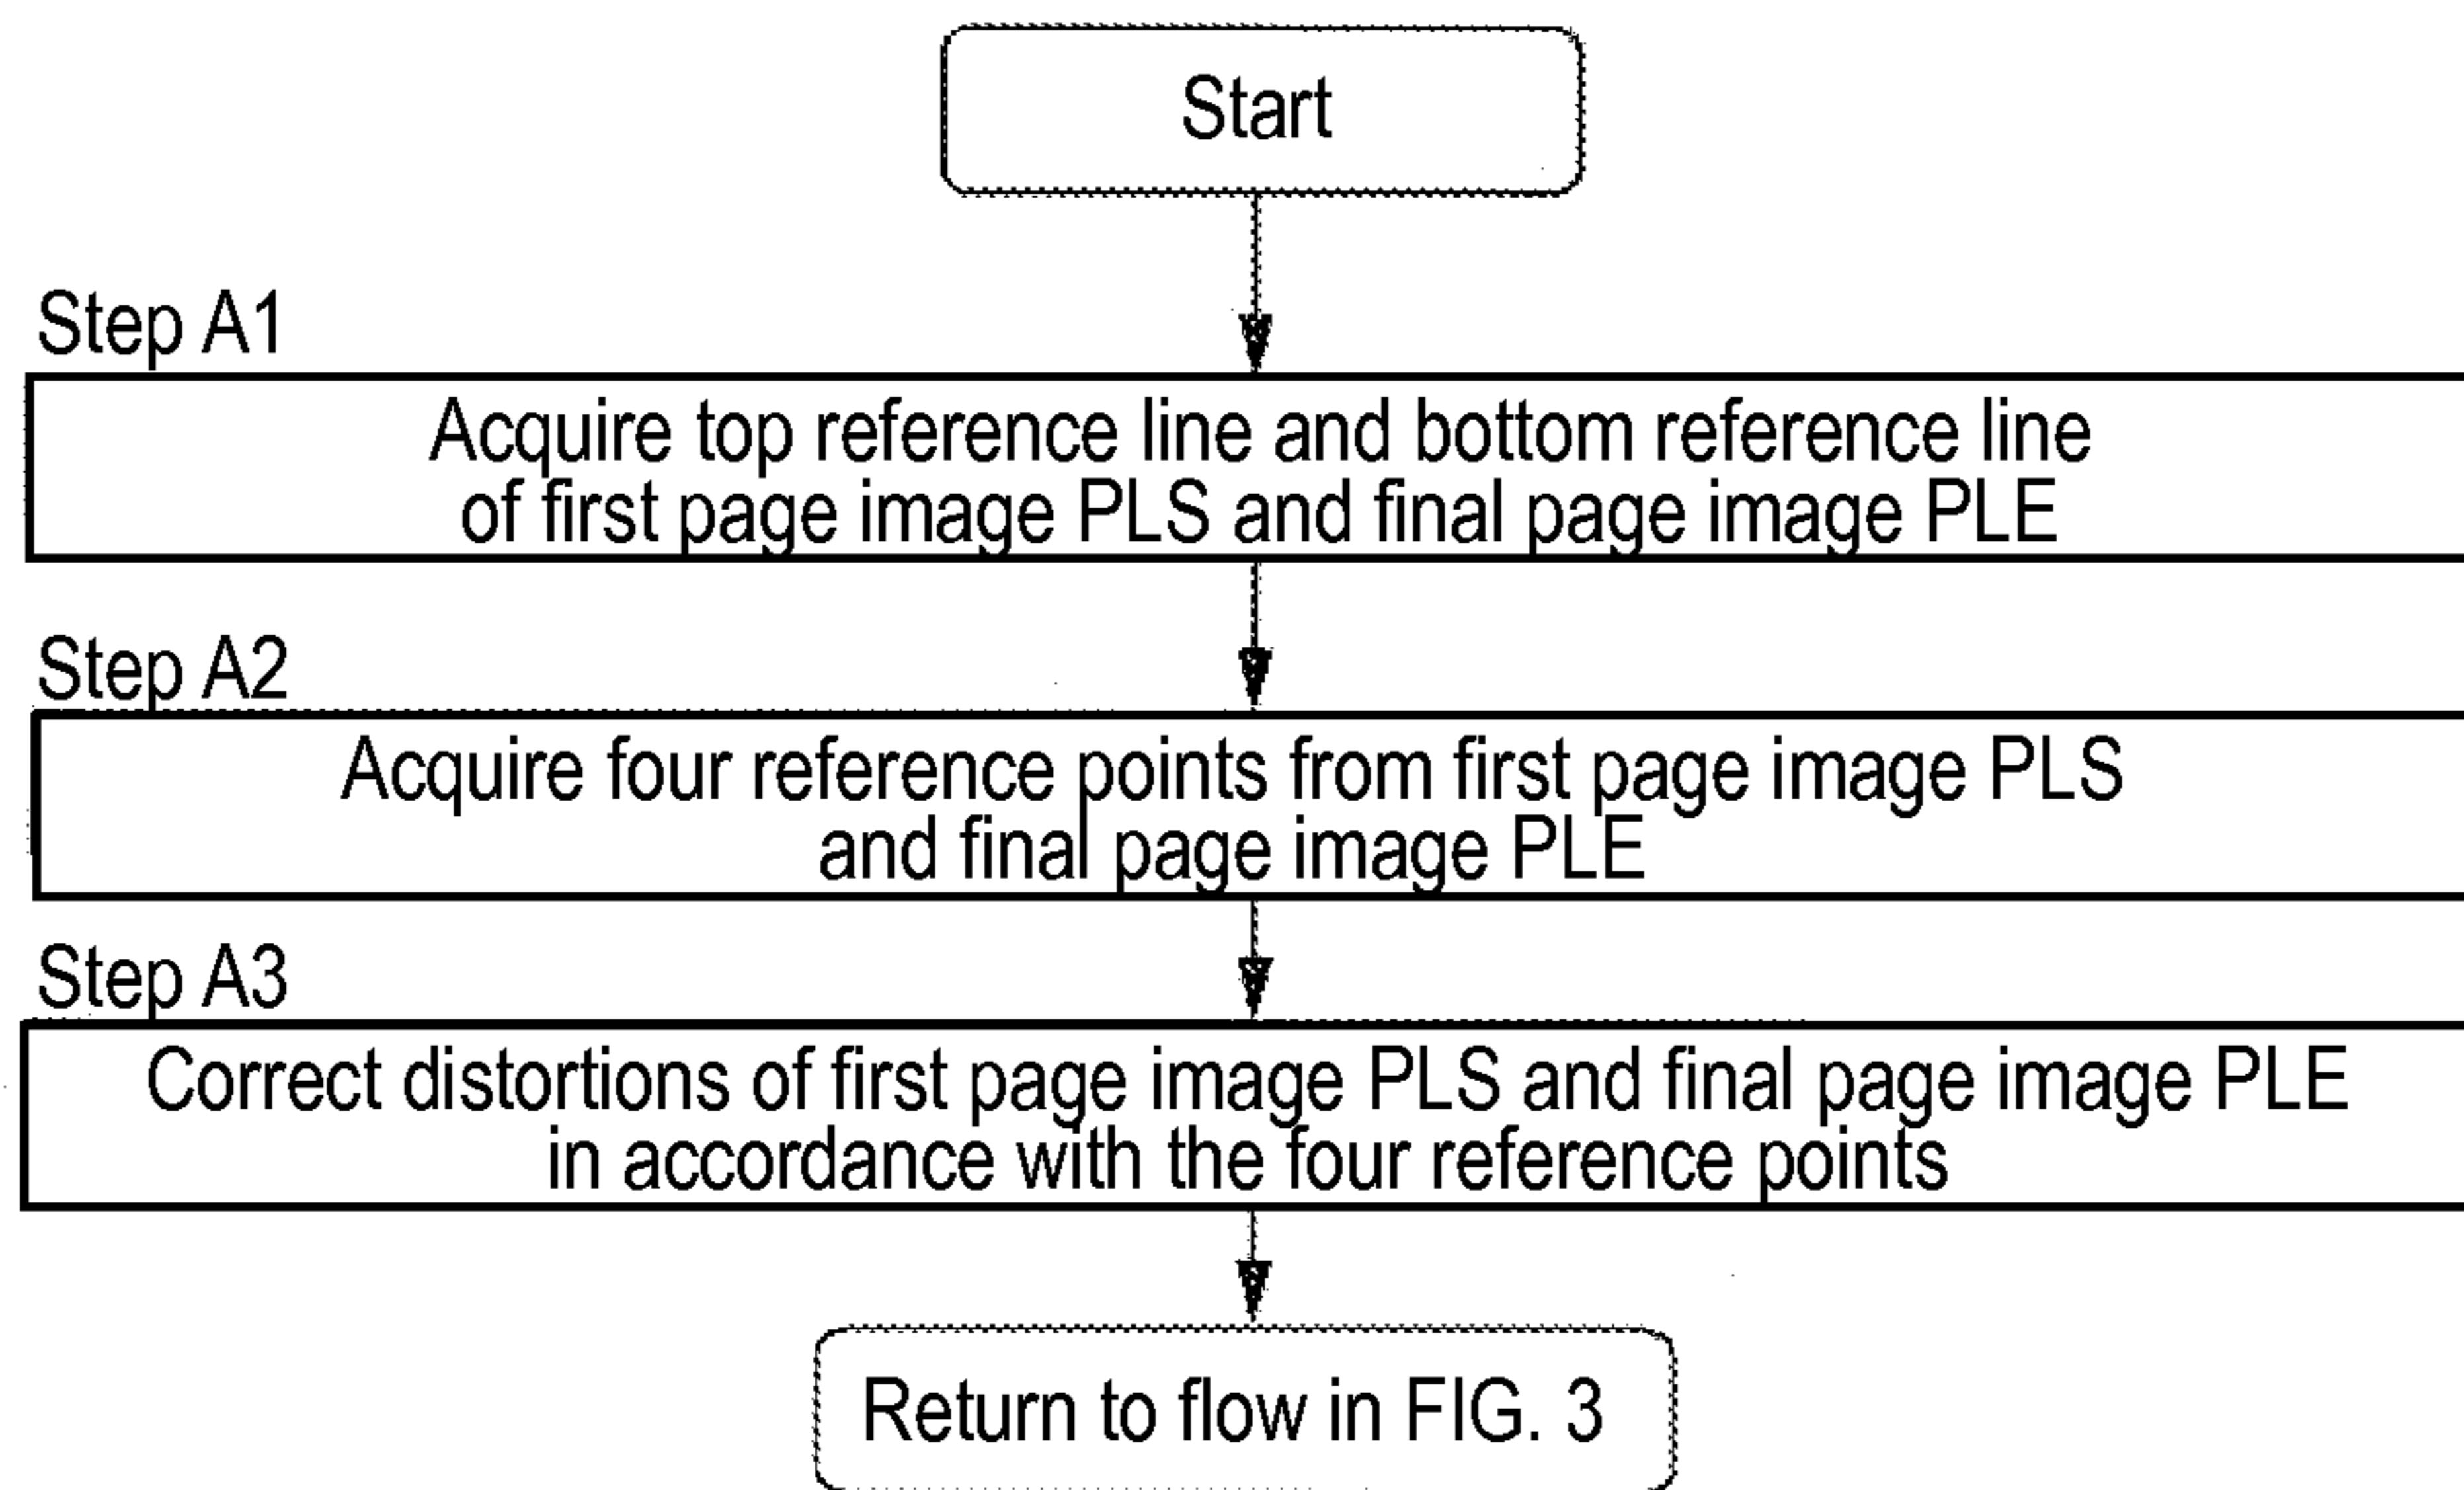 Start
Step A1
Acquire top reference line and bottom reference line
of first page image PLS and final page image PLE
Step A2
Acquire four reference points from first page image PLS
and final page image PLE
Step A3
Correct distortions of first page image PLS and final page image PLE
in accordance with the four reference points
Return to flow in FIG. 3